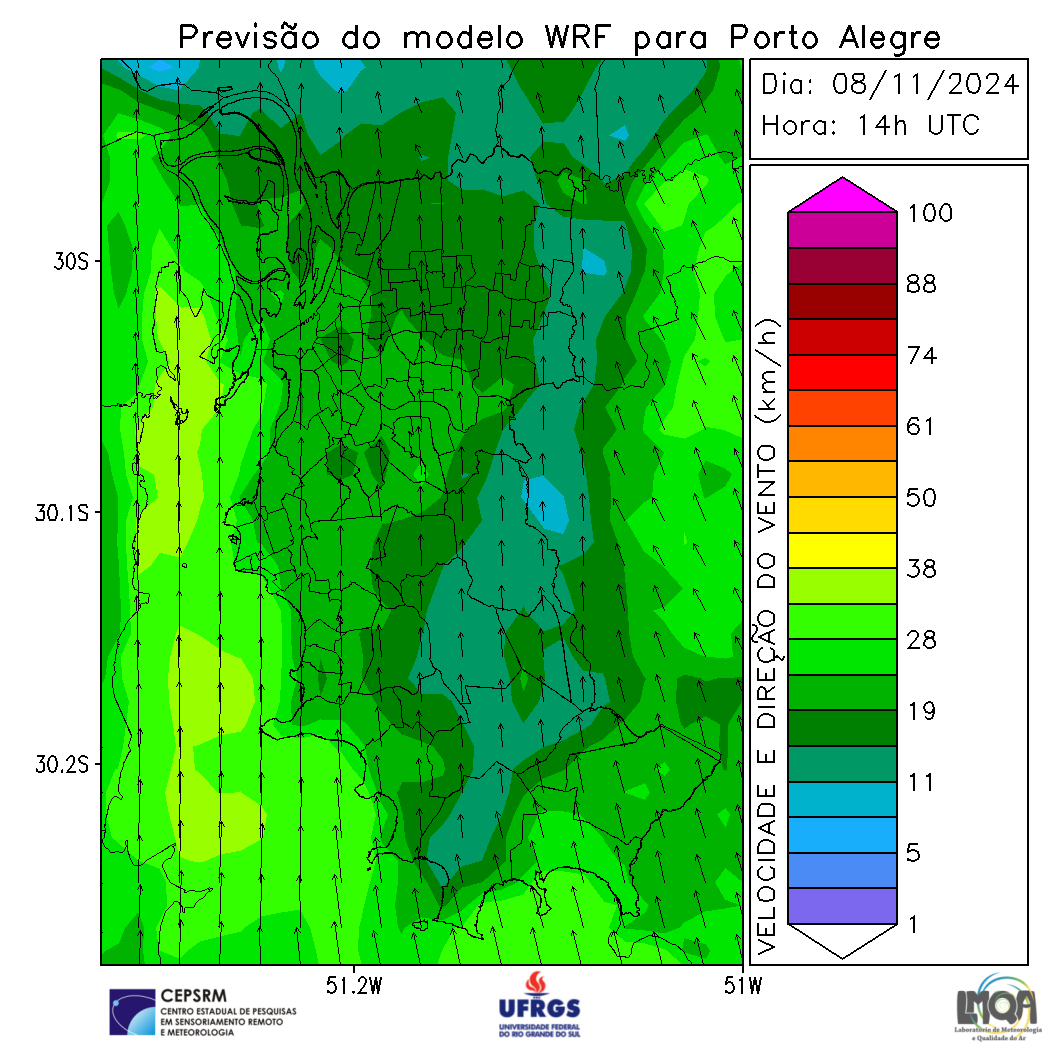 Previsão do modelo WRF para Porto Alegre
Dia: 08/11/2024
Hora: 14h UTC
100
88
74
61
50
38
28
19
11
5
1
VELOCIDADE E DIREÇÃO DO VENTO (km/h)
30S
30.1S
30.2S
51.2W
51W
CEPSRM
CENTRO ESTADUAL DE PESQUISAS
EM SENSORIAMENTO REMOTO
E METEOROLOGIA
UFRGS
UNIVERSIDADE FEDERAL
DO RIO GRANDE DO SUL
LMQA
Laboratório de Meteorologia
e Qualidade do Ar